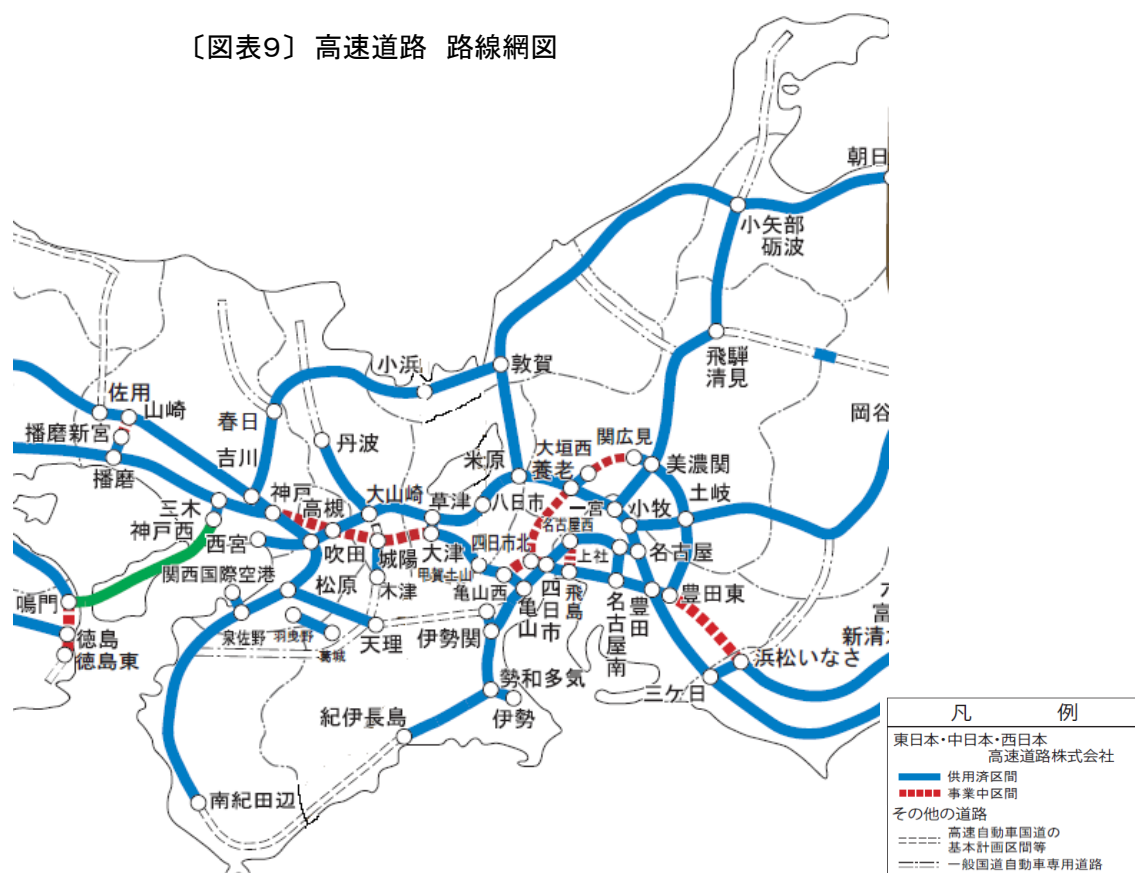 〔図表9〕 高速道路 路線網図
朝日
小矢部
砺波
飛騨
清見
岡谷
小浜
敦賀
佐用
山崎
播磨新宮
播磨
春日
吉川
丹波
米原
大垣西
養老
関広見
美濃関
土岐
三木
神戸西
神戸
高槻
大山崎
草津
八日市
一宮
小牧
名古屋西
西宮
吹田
城陽
大津
四日市北
上社
名古屋
関西国際空港
松原
木津
甲賀土山
亀山西
亀山
四日市
飛島
名古屋南
豊田
豊田東
鳴門
徳島
徳島東
泉佐野
羽曳野
葛城
天理
伊勢関
富
新清水
浜松いなさ
三ケ日
勢和多気
伊勢
紀伊長島
南紀田辺
凡 例
東日本・中日本・西日本
高速道路株式会社
供用済区間
事業中区間
その他の道路
高速自動車国道の
基本計画区間等
一般国道自動車専用道路